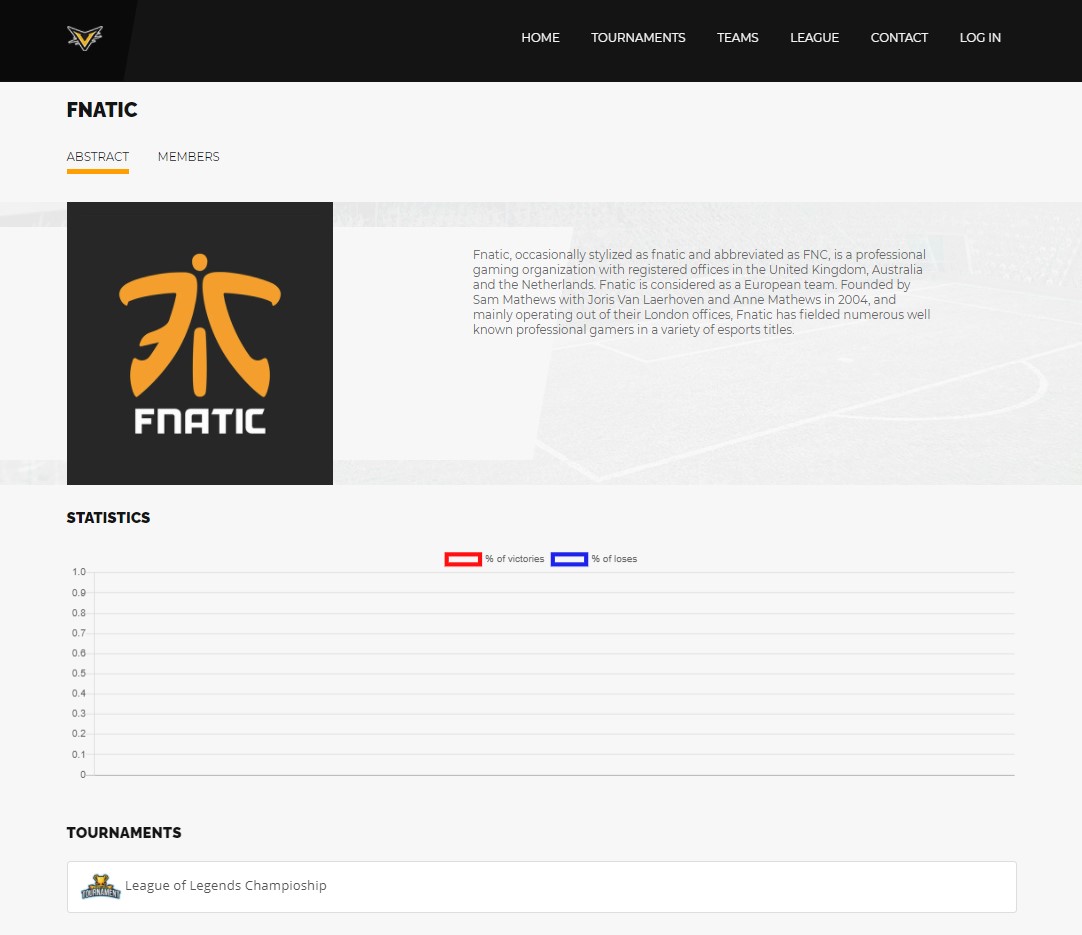 HOME TOURNAMENTS TEAMS LEAGUE CONTACT LOG IN
FNATIC
ABSTRACT MEMBERS
FNATIC
Fnatic, occasionally stylized as fnatic and abbreviated as FNC, is a professional
gaming organization with registered offices in the United Kingdom, Australia
and the Netherlands. Fnatic is considered as a European team. Founded by
Sam Mathews with Joris Van Laerhoven and Anne Mathews in 2004, and
mainly operating out of their London offices, Fnatic has fielded numerous well
known professional gamers in a variety of esports titles.
STATISTICS
% of victories % of loses
1.0
0.9
0.8
0.7
0.6
0.5
0.4
0.3
0.2
0.1
0
TOURNAMENTS
TOURNAMENT
League of Legends Champioship